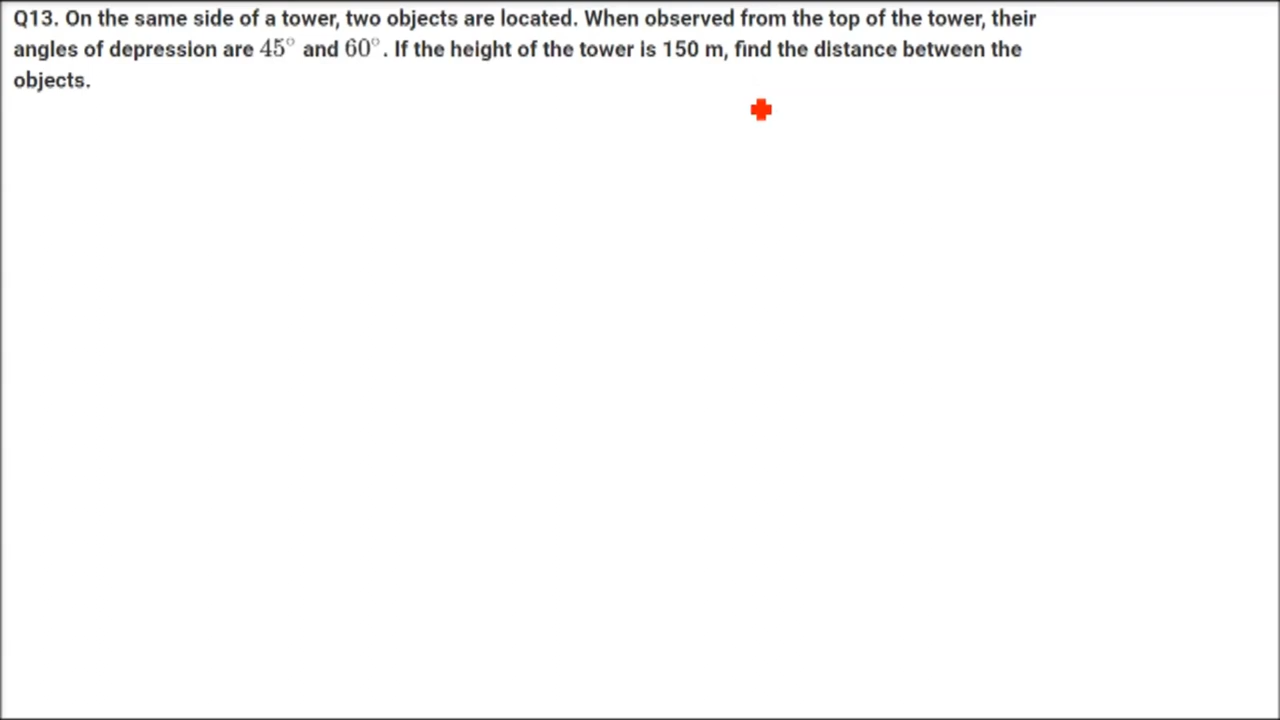 Q13. On the same side of a tower, two objects are located. When observed from the top of the tower, their
angles of depression are 45° and 60°. If the height of the tower is 150 m, find the distance between the
objects.